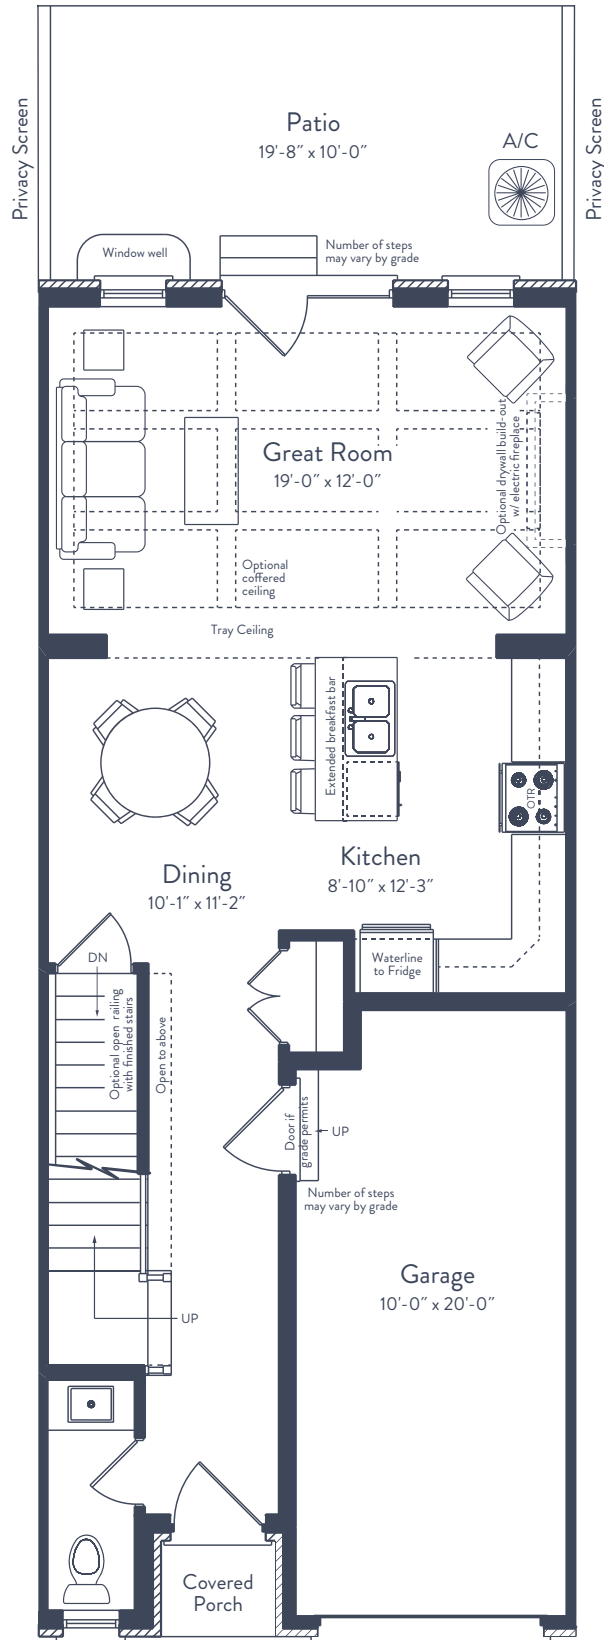 Privacy Screen
Patio
19'-8″ x 10'-0″
A/C
Privacy Screen
Window well
Number of steps
may vary by grade
Great Room
19'-0″ x 12'-0″
Optional drywall build-out
w/ electric fireplace
Optional
coffered
ceiling
Tray Ceiling
Extended breakfast bar
OTR
Kitchen
8'-10″ x 12'-3″
Dining
10'-1″ x 11'-2″
Waterline
to Fridge
DN
Optional open railing
with finished stairs
Open to above
Door if
grade permits
UP
Number of steps
may vary by grade
Garage
10'-0″ x 20'-0″
UP
Covered
Porch